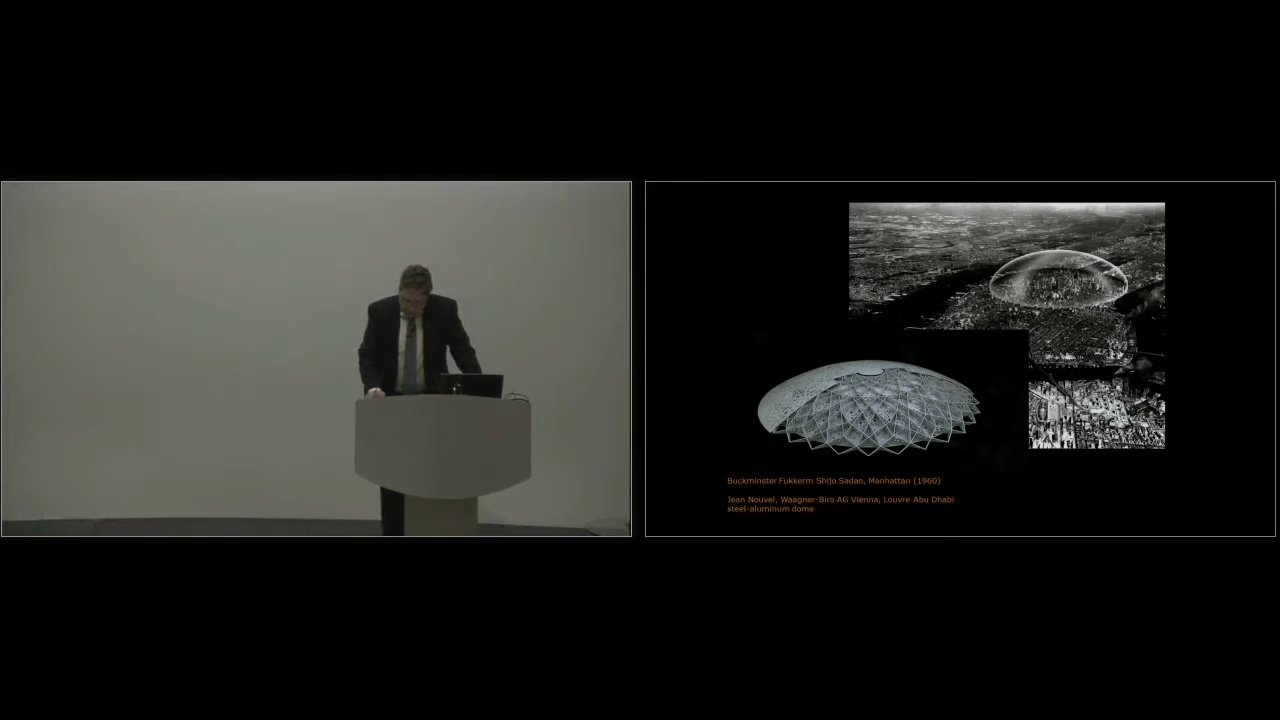 Buckminster Fukkerm Shijo Sadao, Manhattan (1960)
Jean Nouvel, Waagner-Biro AG Vienna, Louvre Abu Dhabi
steel-aluminum dome